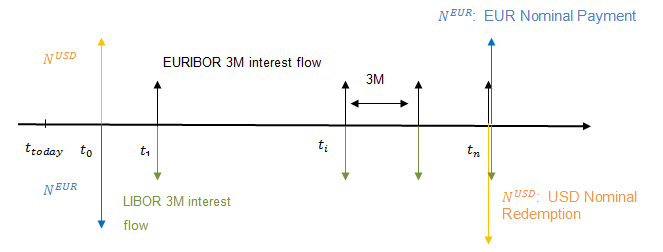 N^EUR: EUR Nominal Payment
N^USD
EURIBOR 3M interest flow
3M
t_today t_0 t_1 t_i t_n
N^EUR
LIBOR 3M interest
flow
N^USD: USD Nominal
Redemption